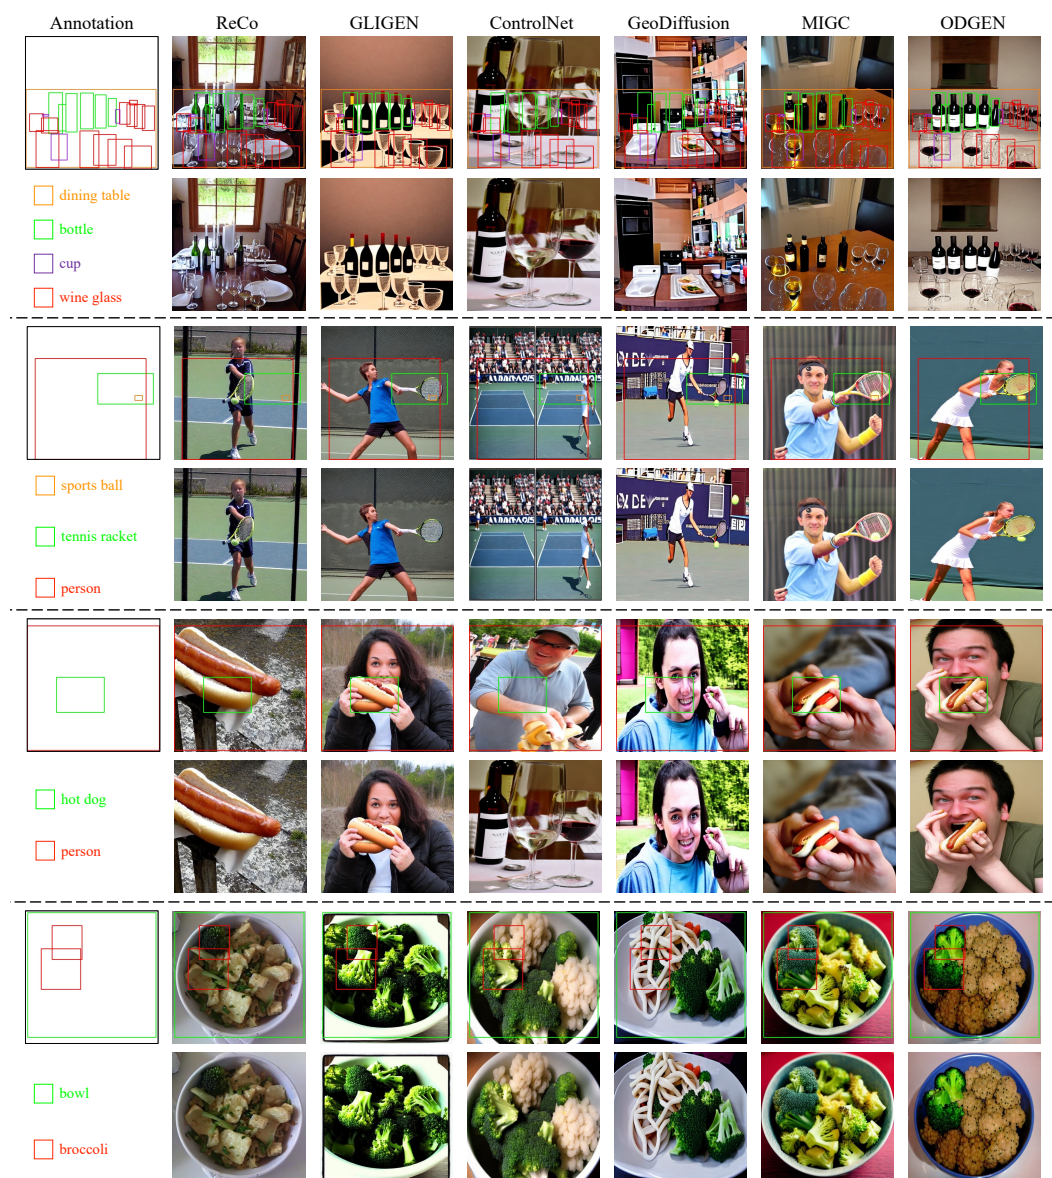 Annotation ReCo GLIGEN ControlNet GeoDiffusion MIGC ODGEN
dining table
bottle
cup
wine glass
sports ball
tennis racket
person
hot dog
person
bowl
broccoli